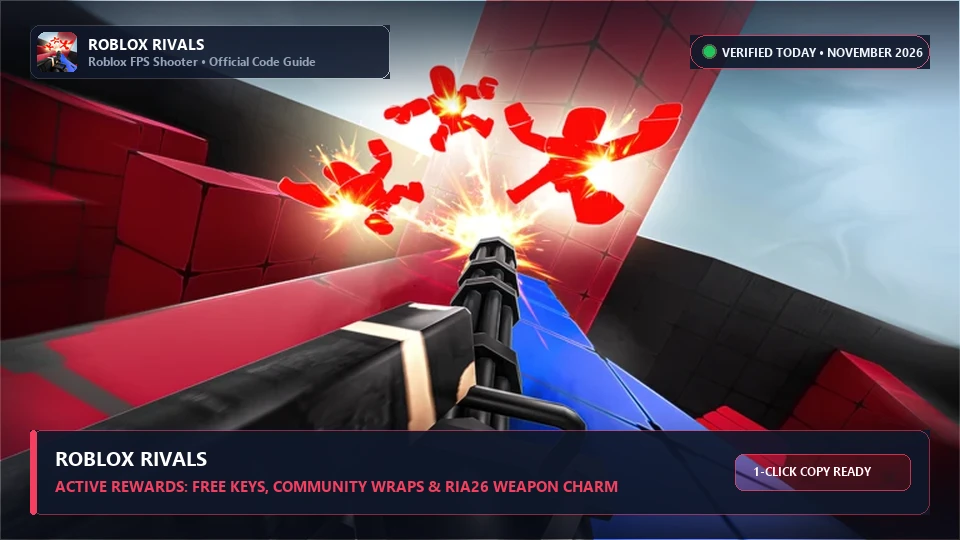 ROBLOX RIVALS
Roblox FPS Shooter • Official Code Guide
VERIFIED TODAY • NOVEMBER 2026
ROBLOX RIVALS
ACTIVE REWARDS: FREE KEYS, COMMUNITY WRAPS & RIA26 WEAPON CHARM
1-CLICK COPY READY